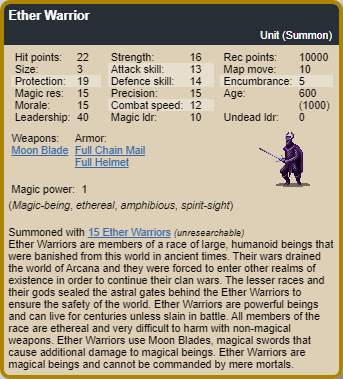 Ether Warrior
Unit (Summon)
Hit points: 22 Strength: 16 Rec points: 10000
Size: 3 Attack skill: 13 Map move: 10
Protection: 19 Defence skill: 14 Encumbrance: 5
Magic res: 15 Precision: 15 Age: 600
Morale: 15 Combat speed: 12 (1000)
Leadership: 40 Magic ldr: 10 Undead ldr: 0
Weapons: Armor:
Moon Blade Full Chain Mail
Full Helmet
Magic power: 1
(Magic-being, ethereal, amphibious, spirit-sight)
Summoned with 15 Ether Warriors (unresearchable)
Ether Warriors are members of a race of large, humanoid beings that
were banished from this world in ancient times. Their wars drained
the world of Arcana and they were forced to enter other realms of
existence in order to continue their clan wars. The lesser races and
their gods sealed the astral gates behind the Ether Warriors to
ensure the safety of the world. Ether Warriors are powerful beings
and can live for centuries unless slain in battle. All members of the
race are ethereal and very difficult to harm with non-magical
weapons. Ether Warriors use Moon Blades, magical swords that
cause additional damage to magical beings. Ether Warriors are
magical beings and cannot be commanded by mere mortals.